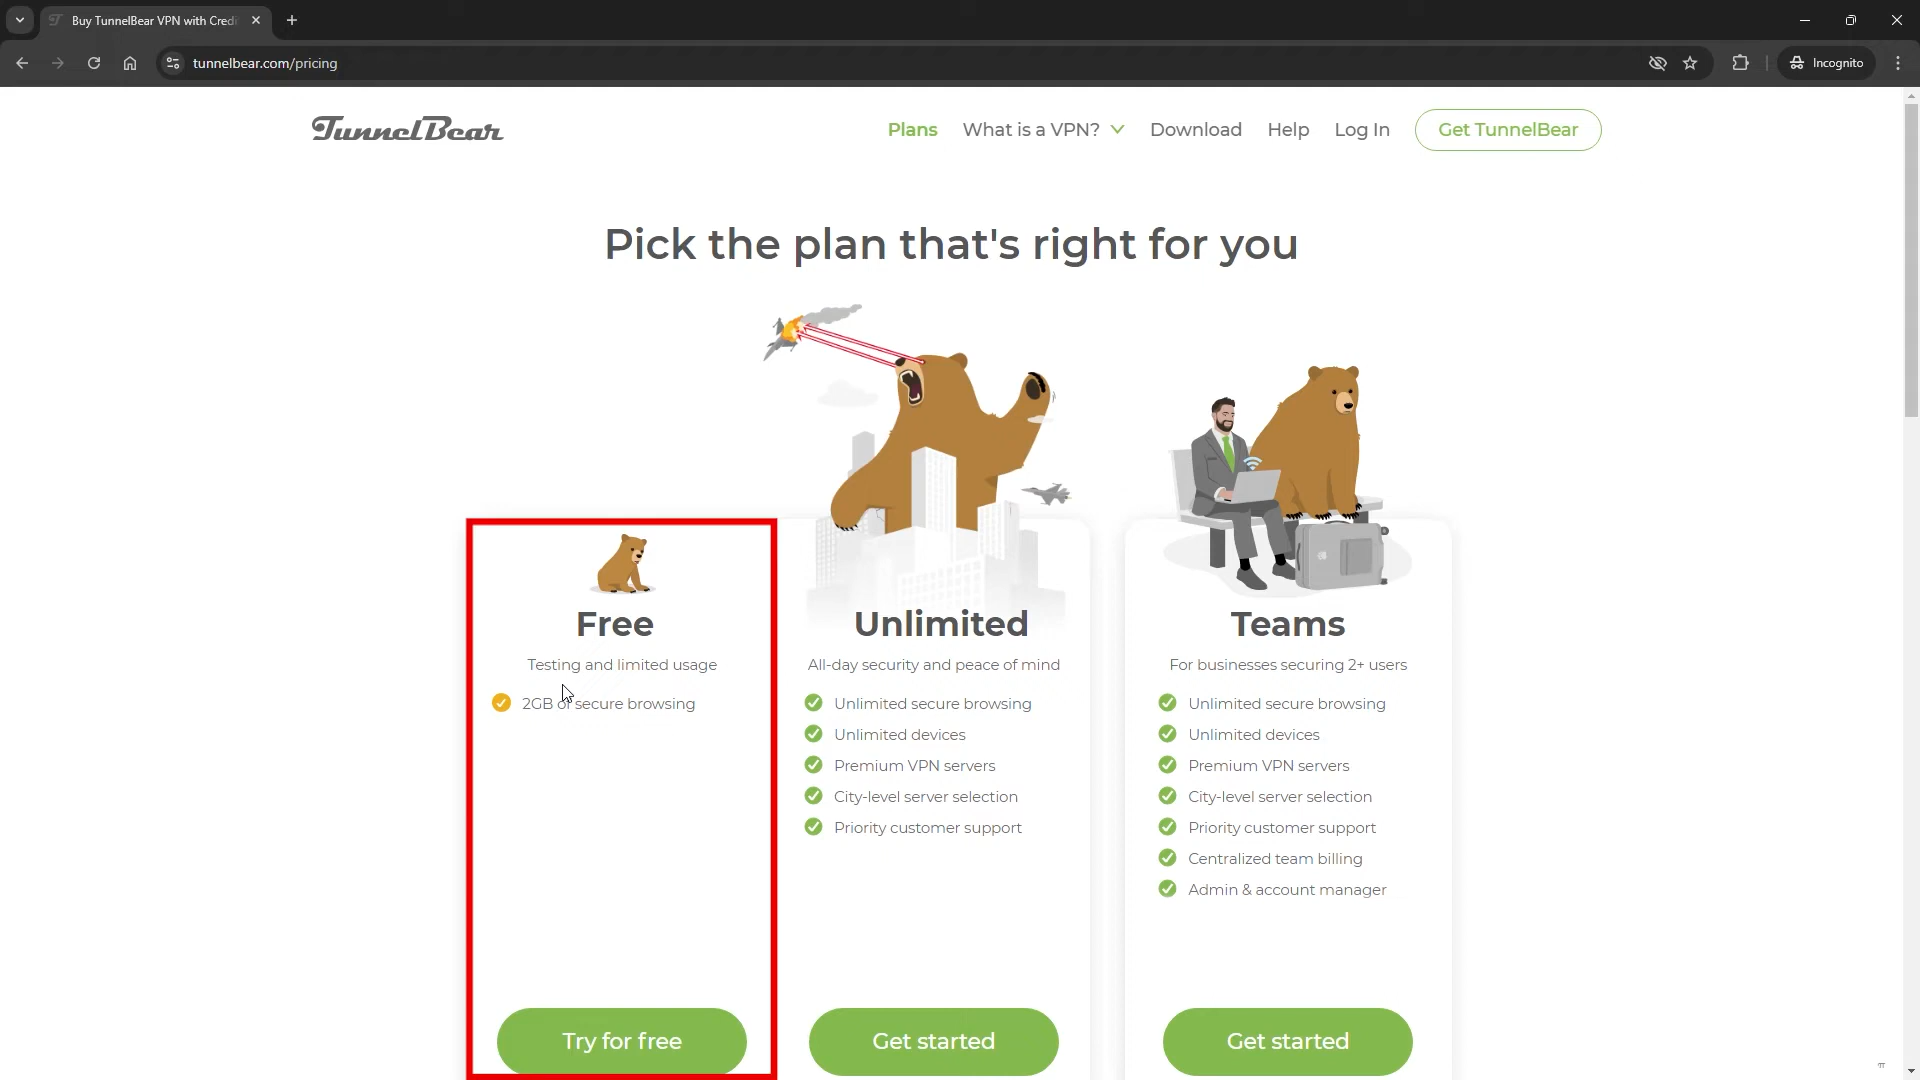 Buy TunnelBear VPN with Credi
tunnelbear.com/pricing
Incognito
TunnelBear
Plans
What is a VPN?
Download
Help
Log In
Get TunnelBear
Pick the plan that's right for you
Free
Testing and limited usage
2GB of secure browsing
Try for free
Unlimited
All-day security and peace of mind
Unlimited secure browsing
Unlimited devices
Premium VPN servers
City-level server selection
Priority customer support
Get started
Teams
For businesses securing 2+ users
Unlimited secure browsing
Unlimited devices
Premium VPN servers
City-level server selection
Priority customer support
Centralized team billing
Admin & account manager
Get started